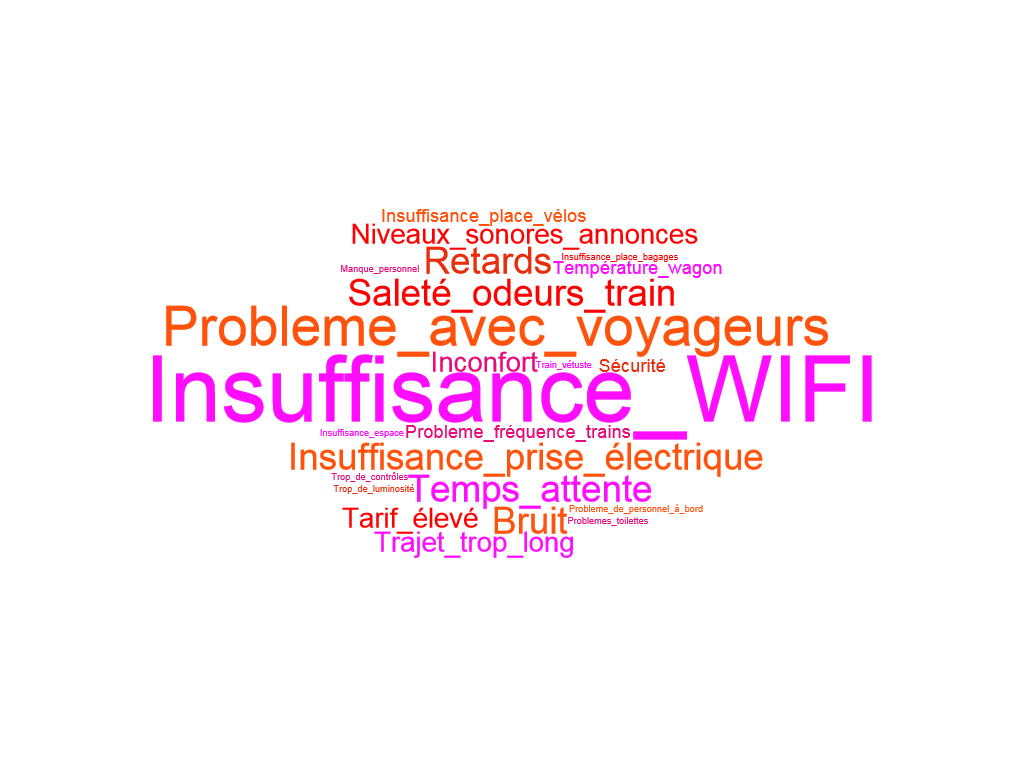 Insuffisance_place_vélos
Niveaux_sonores_annonces
Retards
Insuffisance_place_bagages
Manque_personnel
Température_wagon
Saleté_odeurs_train
Probleme_avec_voyageurs
Inconfort
Train_vétuste
Sécurité
Insuffisance_WIFI
Insuffisance_espace
Probleme_fréquence_trains
Insuffisance_prise_électrique
Trop_de_contrôles
Trop_de_luminosité
Temps_attente
Tarif_élevé
Bruit
Probleme_de_personnel_à_bord
Problemes_toilettes
Trajet_trop_long